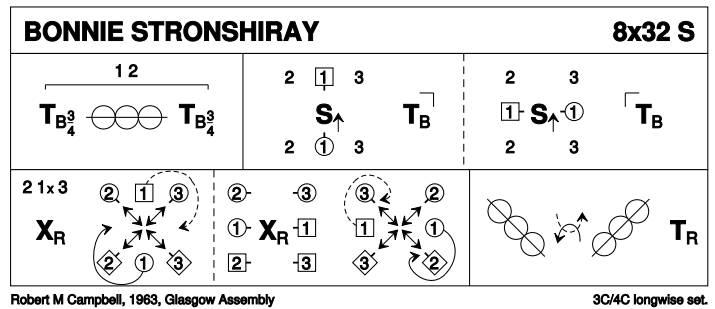 BONNIE STRONSHIRAY 8x32 S
1 2
T B 3/4 T B 3/4
2 1 3
S T B
2 1 3
2 3
1 S 1 T B
2 3
2 1x 3
X R
2 1 3
2 1 3
2 3
1 X R 1
2 3
3 2
1 1
3 2
T R
Robert M Campbell, 1963, Glasgow Assembly
3C/4C longwise set.